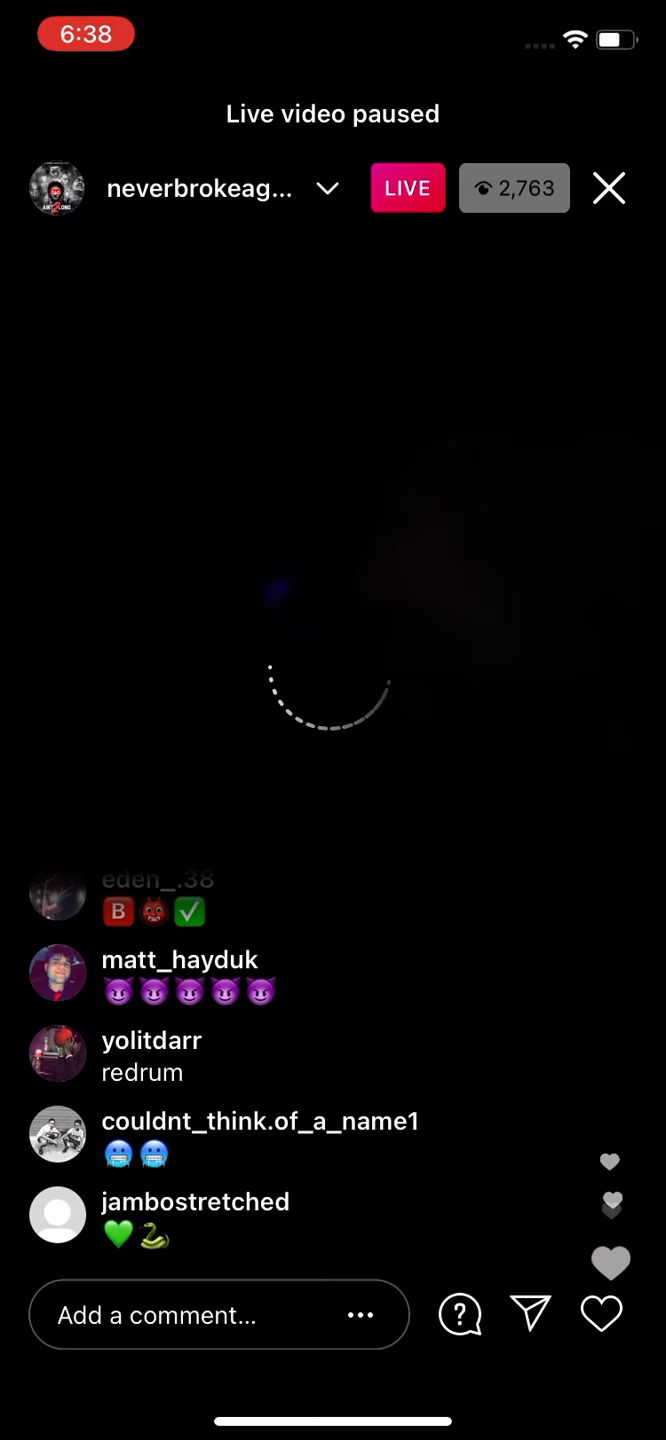 6:38
Live video paused
neverbrokeag...
LIVE
2,763
eden_.38
🅱️👹✅
matt_hayduk
😈😈😈😈😈
yolitdarr
redrum
couldnt_think.of_a_name1
🥶🥶
jambostretched
💚🐍
Add a comment...